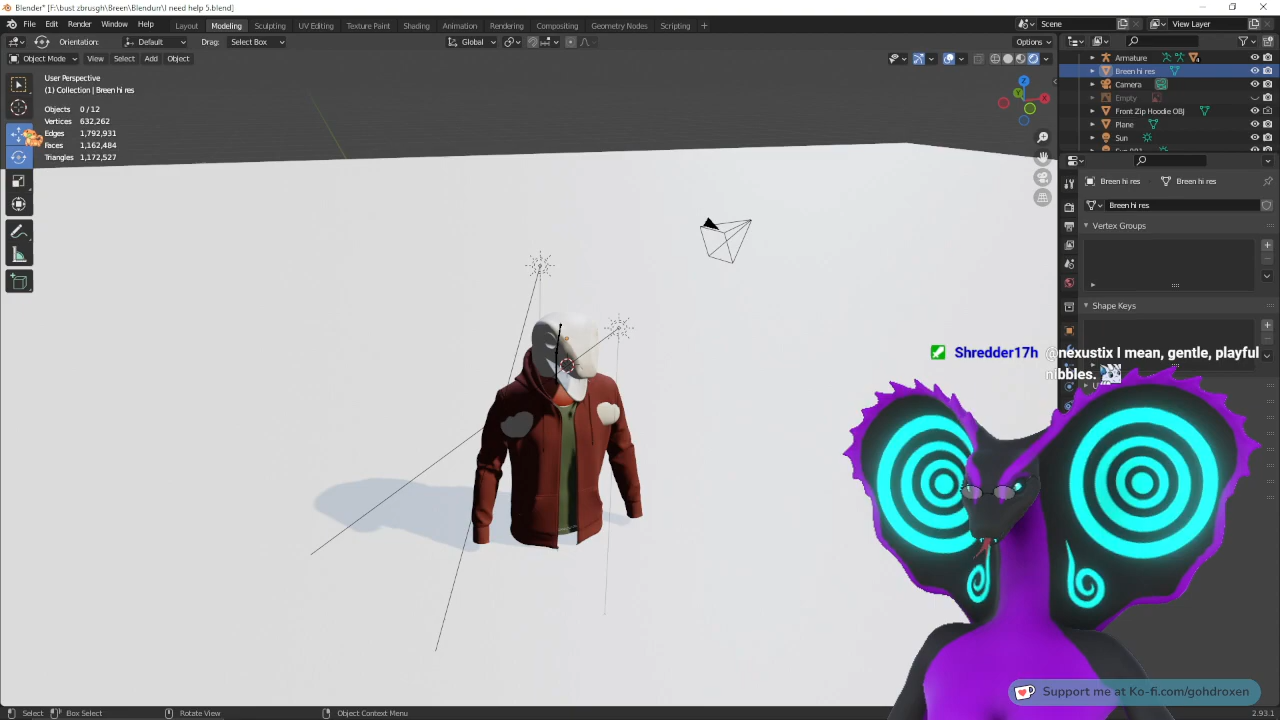 Blender* [F:\bust zbrusgh\Breen\Blendurr\I need help 5.blend]
File Edit Render Window Help Layout Modeling Sculpting UV Editing Texture Paint Shading Animation Rendering Compositing Geometry Nodes Scripting + Scene View Layer
Orientation: Default Drag: Select Box Global Options
Object Mode View Select Add Object
User Perspective
(1) Collection | Breen hi res
Objects 0 / 12
Vertices 632,262
Edges 1,792,931
Faces 1,162,484
Triangles 1,172,527
Z
X
Y
Armature
Breen hi res
Camera
Empty
Front Zip Hoodie OBJ
Plane
Sun
Breen hi res Breen hi res
Breen hi res
Vertex Groups
Shape Keys
Shredder17h @nexustix I mean, gentle, playful
nibbles.
Support me at Ko-fi.com/gohdroxen
Select Box Select Rotate View Object Context Menu 2.93.1